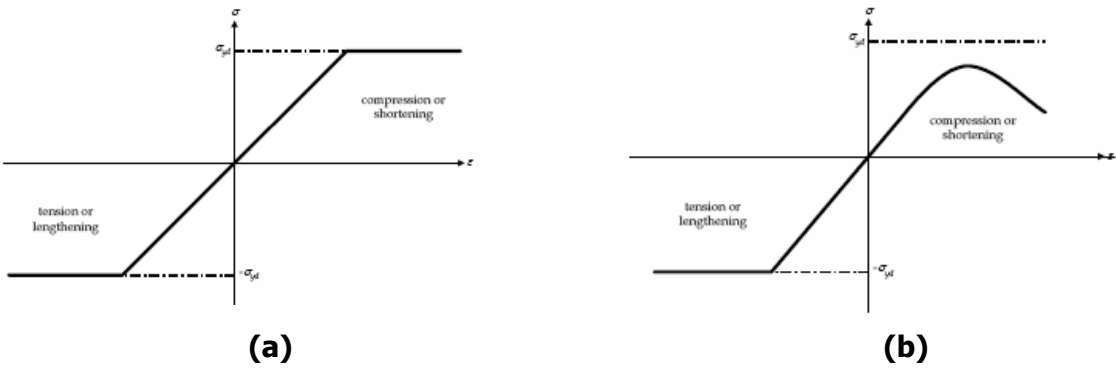 σ
σyd
compression or
shortening
ε
tension or
lengthening
-σyd
(a)
σ
σyd
compression or
shortening
ε
tension or
lengthening
-σyd
(b)